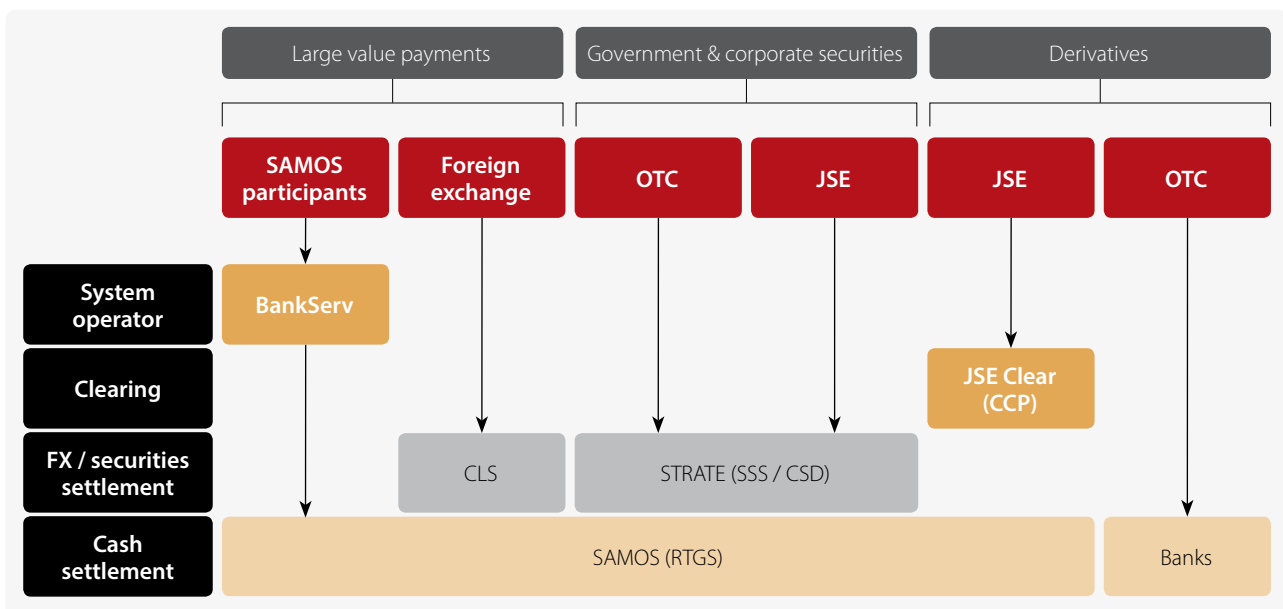 Large value payments
Government & corporate securities
Derivatives
SAMOS
participants
Foreign
exchange
OTC
JSE
JSE
OTC
System
operator
BankServ
Clearing
JSE Clear
(CCP)
FX / securities
settlement
CLS
STRATE (SSS / CSD)
Cash
settlement
SAMOS (RTGS)
Banks